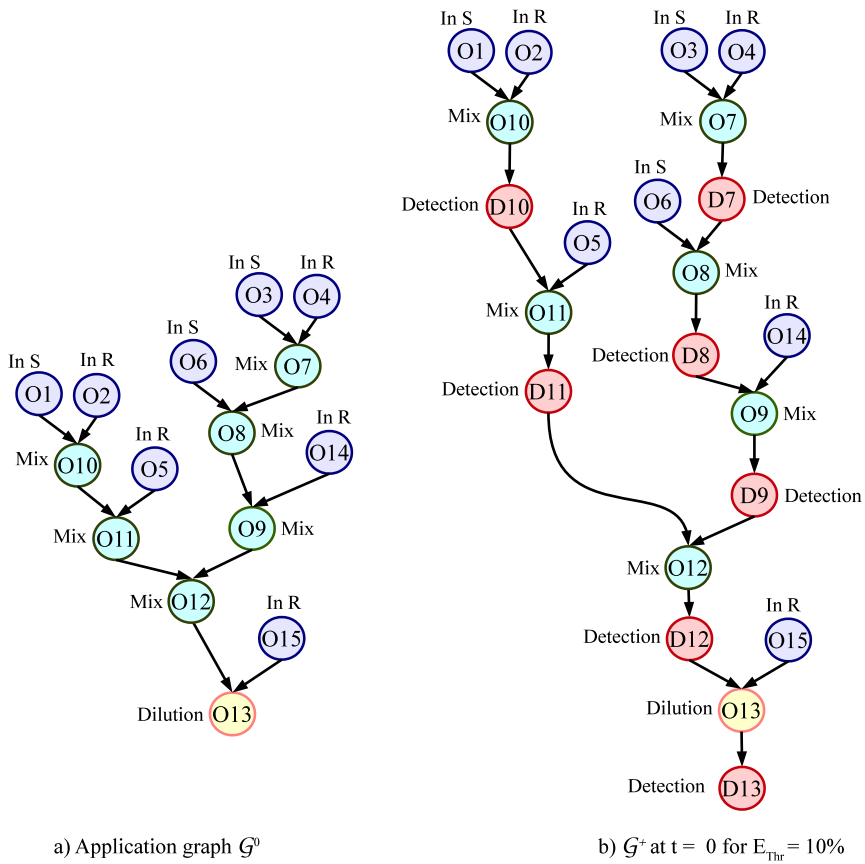 In S In R
O1 O2
Mix O10
Detection D10
In R
O5
Mix O11
Detection D11
In S In R
O3 O4
Mix O7
In S
O6 D7 Detection
O8 Mix
In R
Detection D8 O14
O9 Mix
D9 Detection
Mix O12
In R
Detection D12 O15
Dilution O13
Detection D13
In S In R
O3 O4
In S
O6 Mix O7
In S In R
O1 O2
O8 Mix
In R
O14
In R
Mix O10 O5
Mix O11 O9 Mix
Mix O12
In R
O15
Dilution O13
a) Application graph 𝒢⁰
b) 𝒢⁺ at t = 0 for E_Thr = 10%